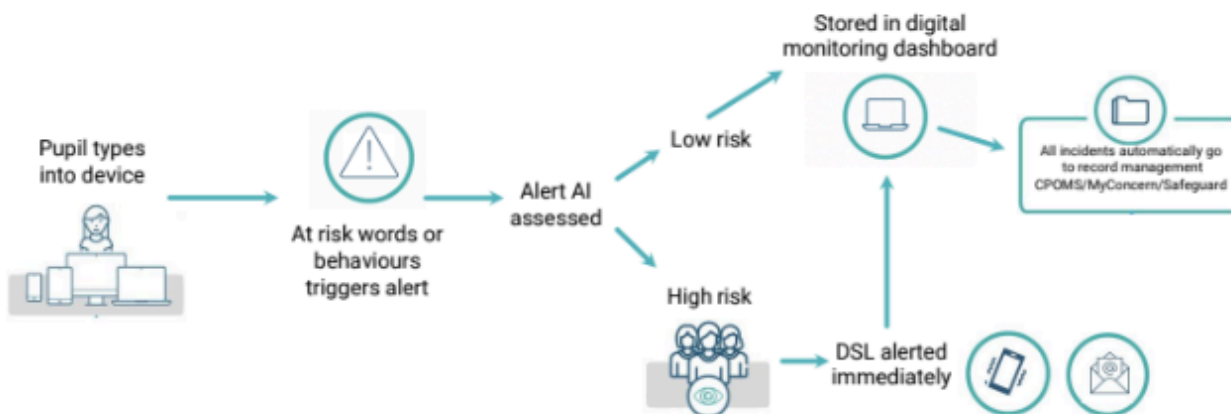 Pupil types
into device
At risk words or
behaviours
triggers alert
Alert AI
assessed
Low risk
High risk
Stored in digital
monitoring dashboard
DSL alerted
immediately
All incidents automatically go
to record management
CPOMS/MyConcern/Safeguard